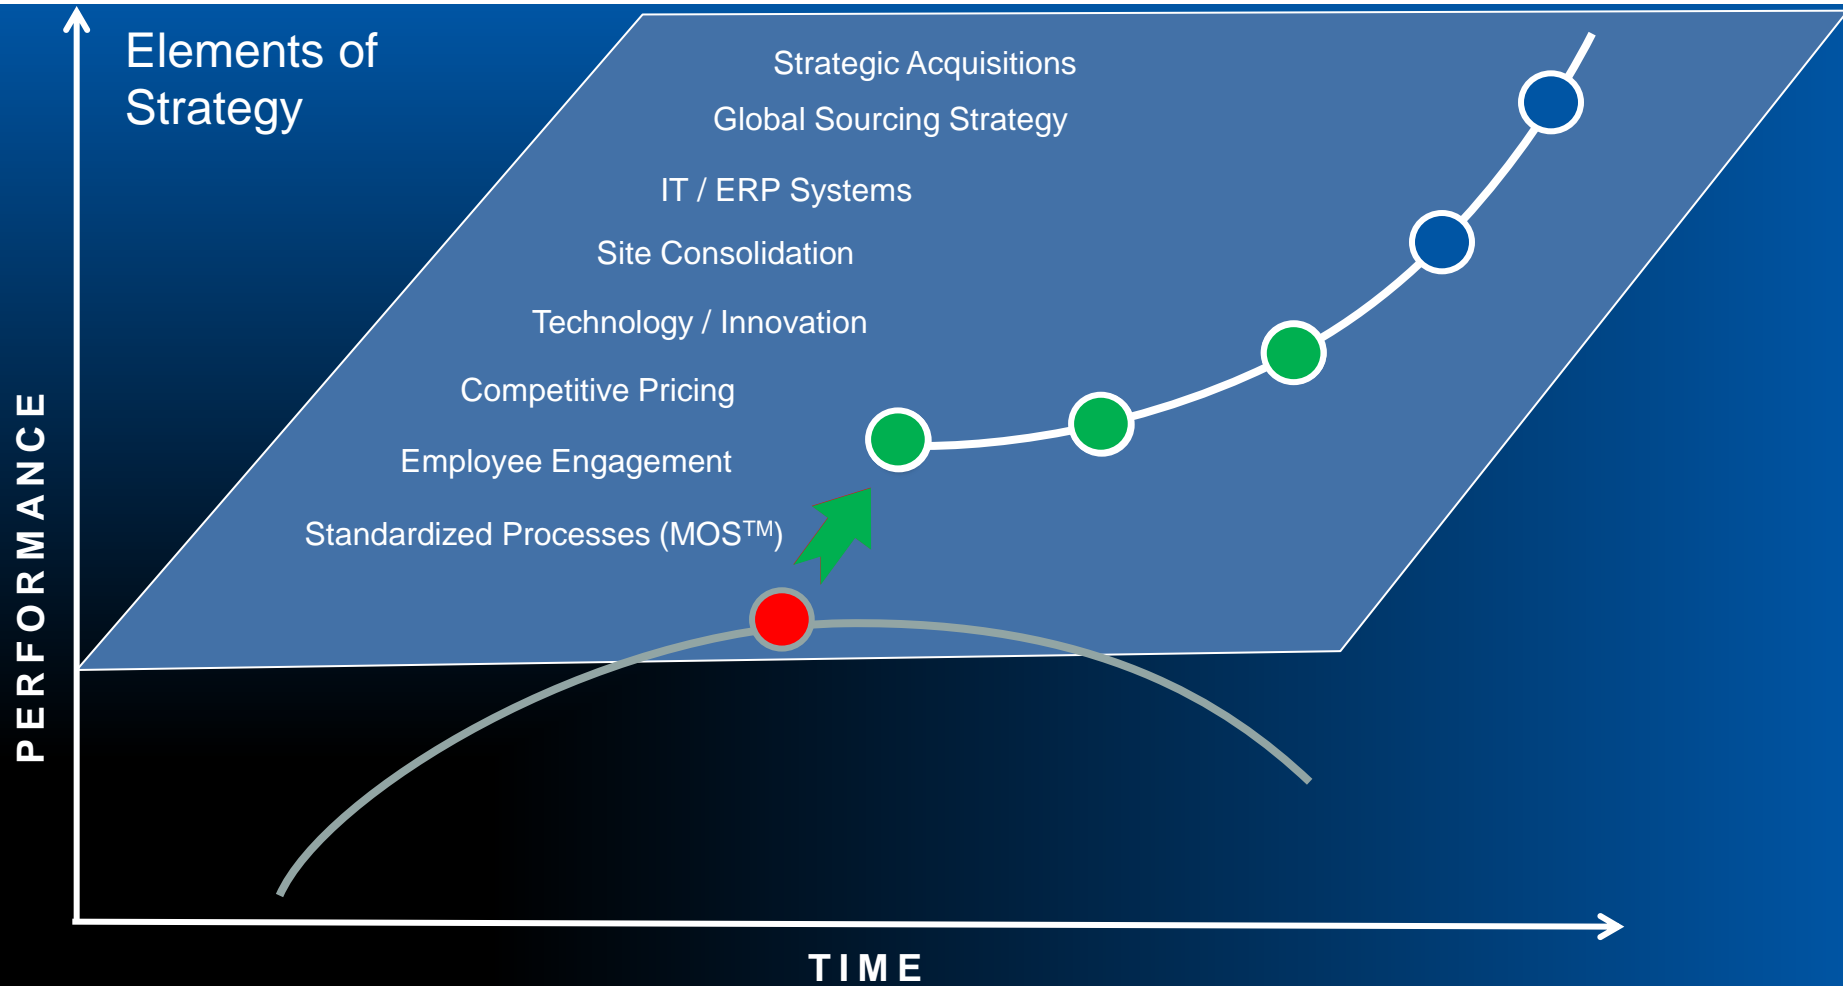 Elements of
Strategy
Strategic Acquisitions
Global Sourcing Strategy
IT / ERP Systems
Site Consolidation
Technology / Innovation
Competitive Pricing
Employee Engagement
Standardized Processes (MOS™)
PERFORMANCE
TIME